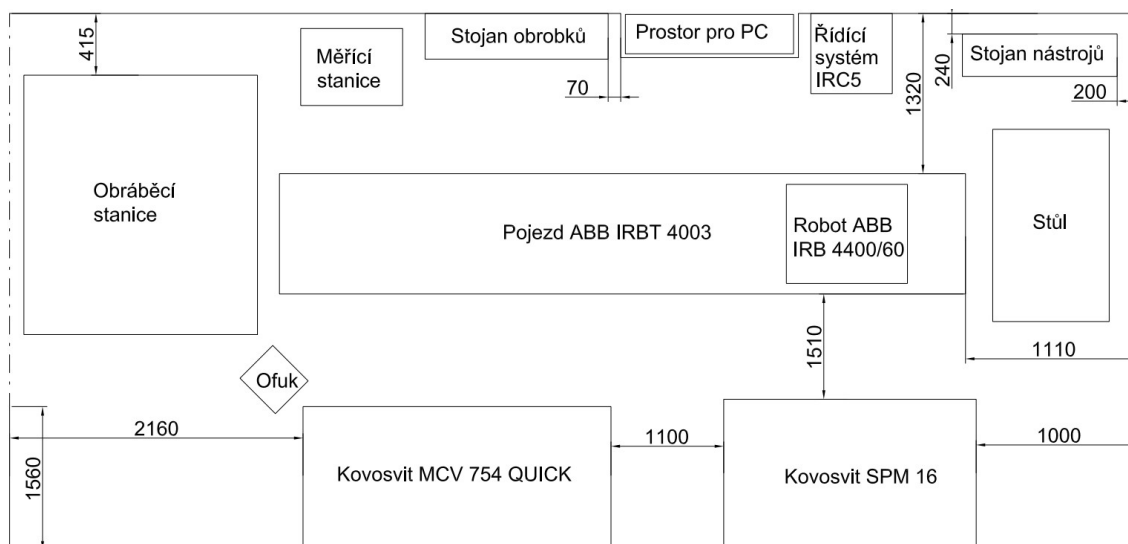 415
Měřící
stanice
Stojan obrobků
Prostor pro PC
Řídící
systém
IRC5
Stojan nástrojů
240
200
70
1320
Obráběcí
stanice
Pojezd ABB IRBT 4003
Robot ABB
IRB 4400/60
Stůl
1510
1110
Ofuk
2160
1100
1000
1560
Kovosvit MCV 754 QUICK
Kovosvit SPM 16